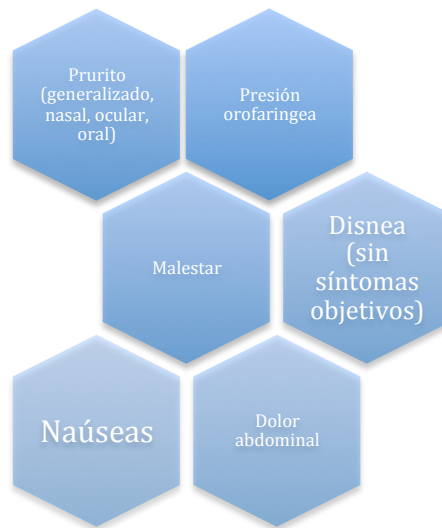 Prurito
(generalizado,
nasal, ocular,
oral)
Presión
orofaringea
Malestar
Disnea
(sin
síntomas
objetivos)
Naúseas
Dolor
abdominal